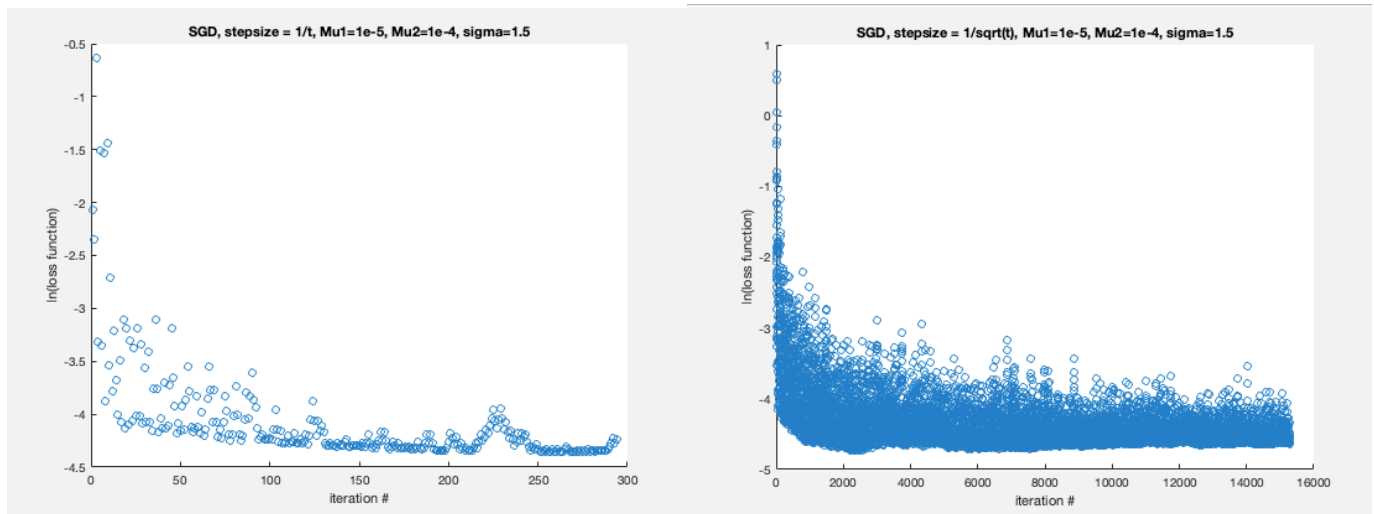 SGD, stepsize = 1/t, Mu1=1e-5, Mu2=1e-4, sigma=1.5
-0.5
-1
-1.5
-2
-2.5
-3
-3.5
-4
-4.5
ln(loss function)
0 50 100 150 200 250 300
iteration #
SGD, stepsize = 1/sqrt(t), Mu1=1e-5, Mu2=1e-4, sigma=1.5
1
0
-1
-2
-3
-4
-5
ln(loss function)
0 2000 4000 6000 8000 10000 12000 14000 16000
iteration #